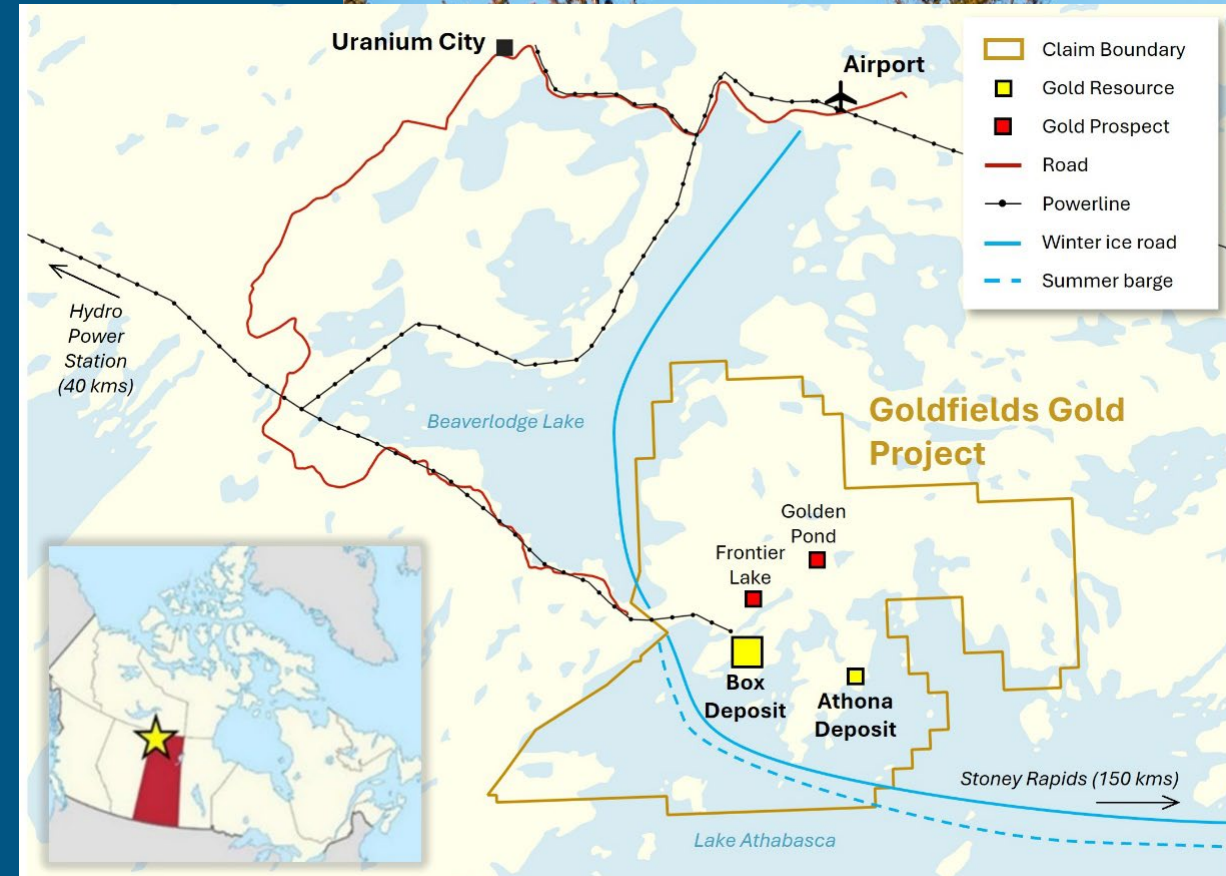 Uranium City
Airport
Claim Boundary
Gold Resource
Gold Prospect
Road
Powerline
Winter ice road
Summer barge
Hydro
Power
Station
(40 kms)
Beaverlodge Lake
Goldfields Gold
Project
Golden
Pond
Frontier
Lake
Box
Deposit
Athona
Deposit
Stoney Rapids (150 kms)
Lake Athabasca